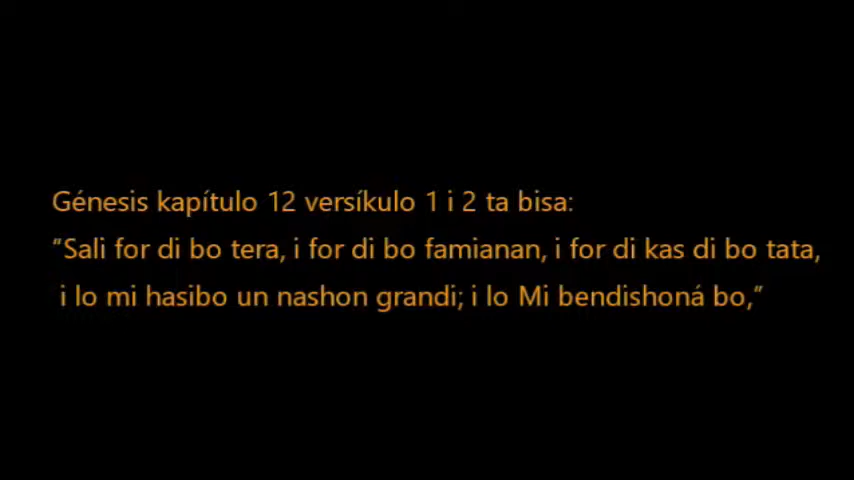 Génesis kapítulo 12 versíkulo 1 i 2 ta bisa:
"Sali for di bo tera, i for di bo famianan, i for di kas di bo tata,
i lo mi hasibo un nashon grandi; i lo Mi bendishoná bo,"